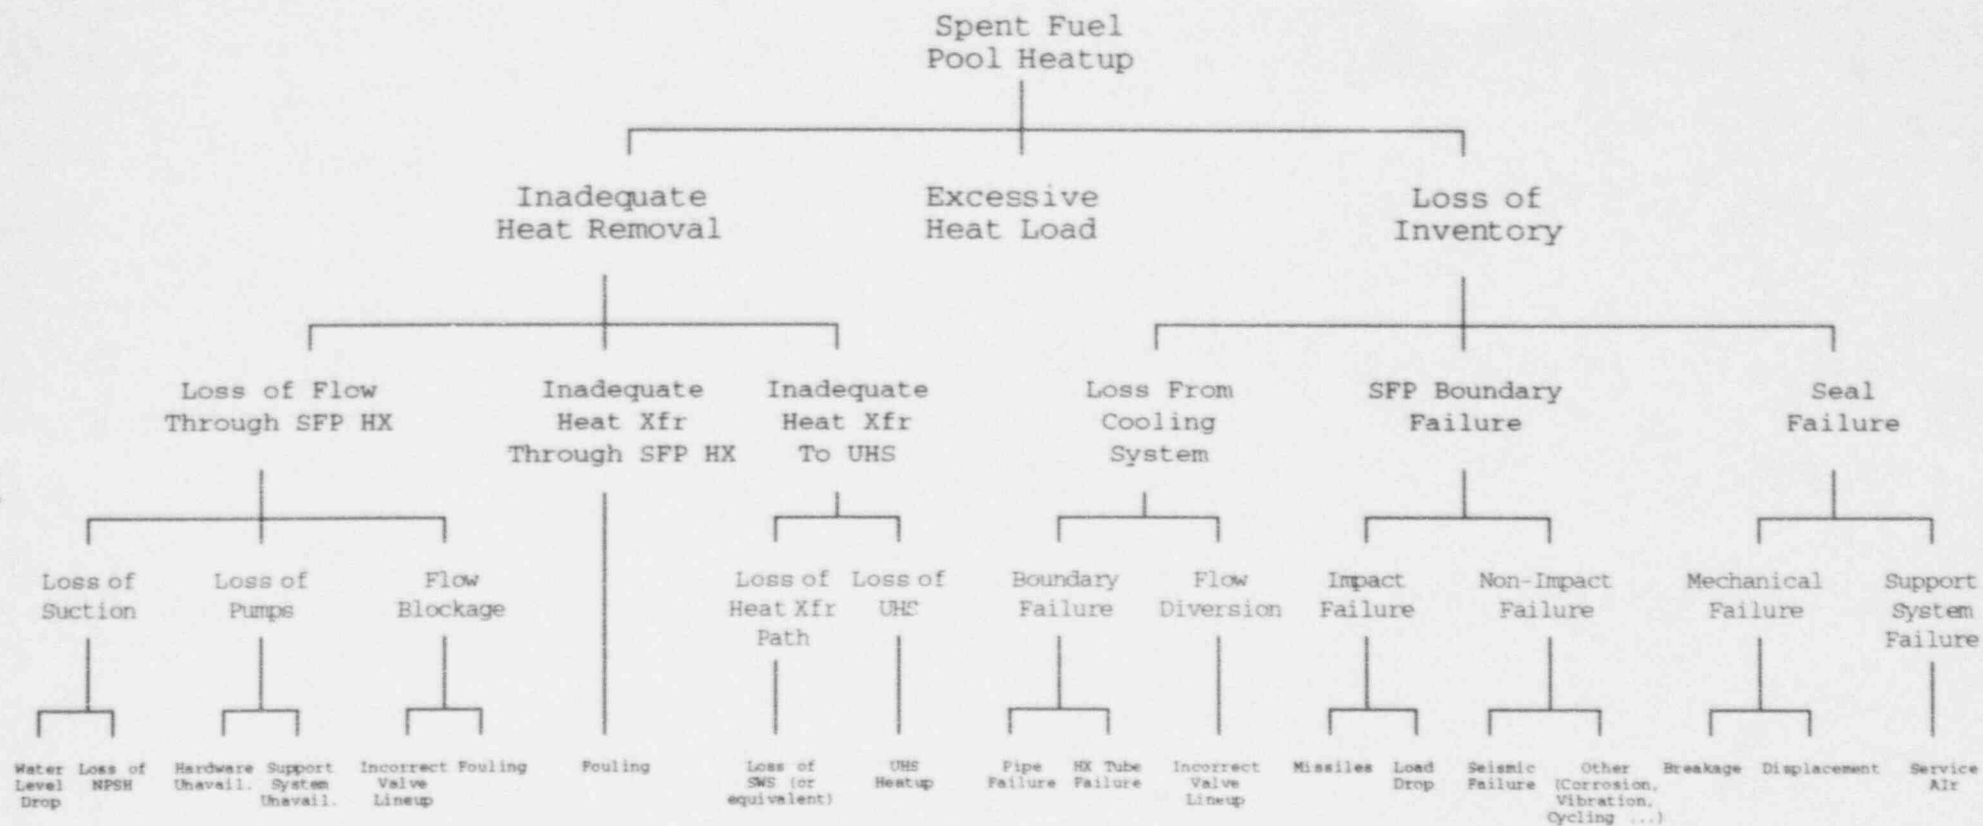 Spent Fuel
Pool Heatup
Inadequate
Heat Removal
Excessive
Heat Load
Loss of
Inventory
Loss of Flow
Through SFP HX
Inadequate
Heat Xfr
Through SFP HX
Inadequate
Heat Xfr
To UHS
Loss From
Cooling
System
SFP Boundary
Failure
Seal
Failure
Loss of
Suction
Loss of
Pumps
Flow
Blockage
Loss of
Heat Xfr
Path
Loss of
UHS
Boundary
Failure
Flow
Diversion
Impact
Failure
Non-Impact
Failure
Mechanical
Failure
Support
System
Failure
Water
Level
Drop
Loss of
NPSH
Hardware
Unavail.
Support
System
Unavail.
Incorrect
Valve
Lineup
Fouling
Fouling
Loss of
SWS (or
equivalent)
UHS
Heatup
Pipe
Failure
HX Tube
Failure
Incorrect
Valve
Lineup
Missiles
Load
Drop
Seismic
Failure
Other
(Corrosion,
Vibration,
Cycling ...)
Breakage
Displacement
Service
AIr